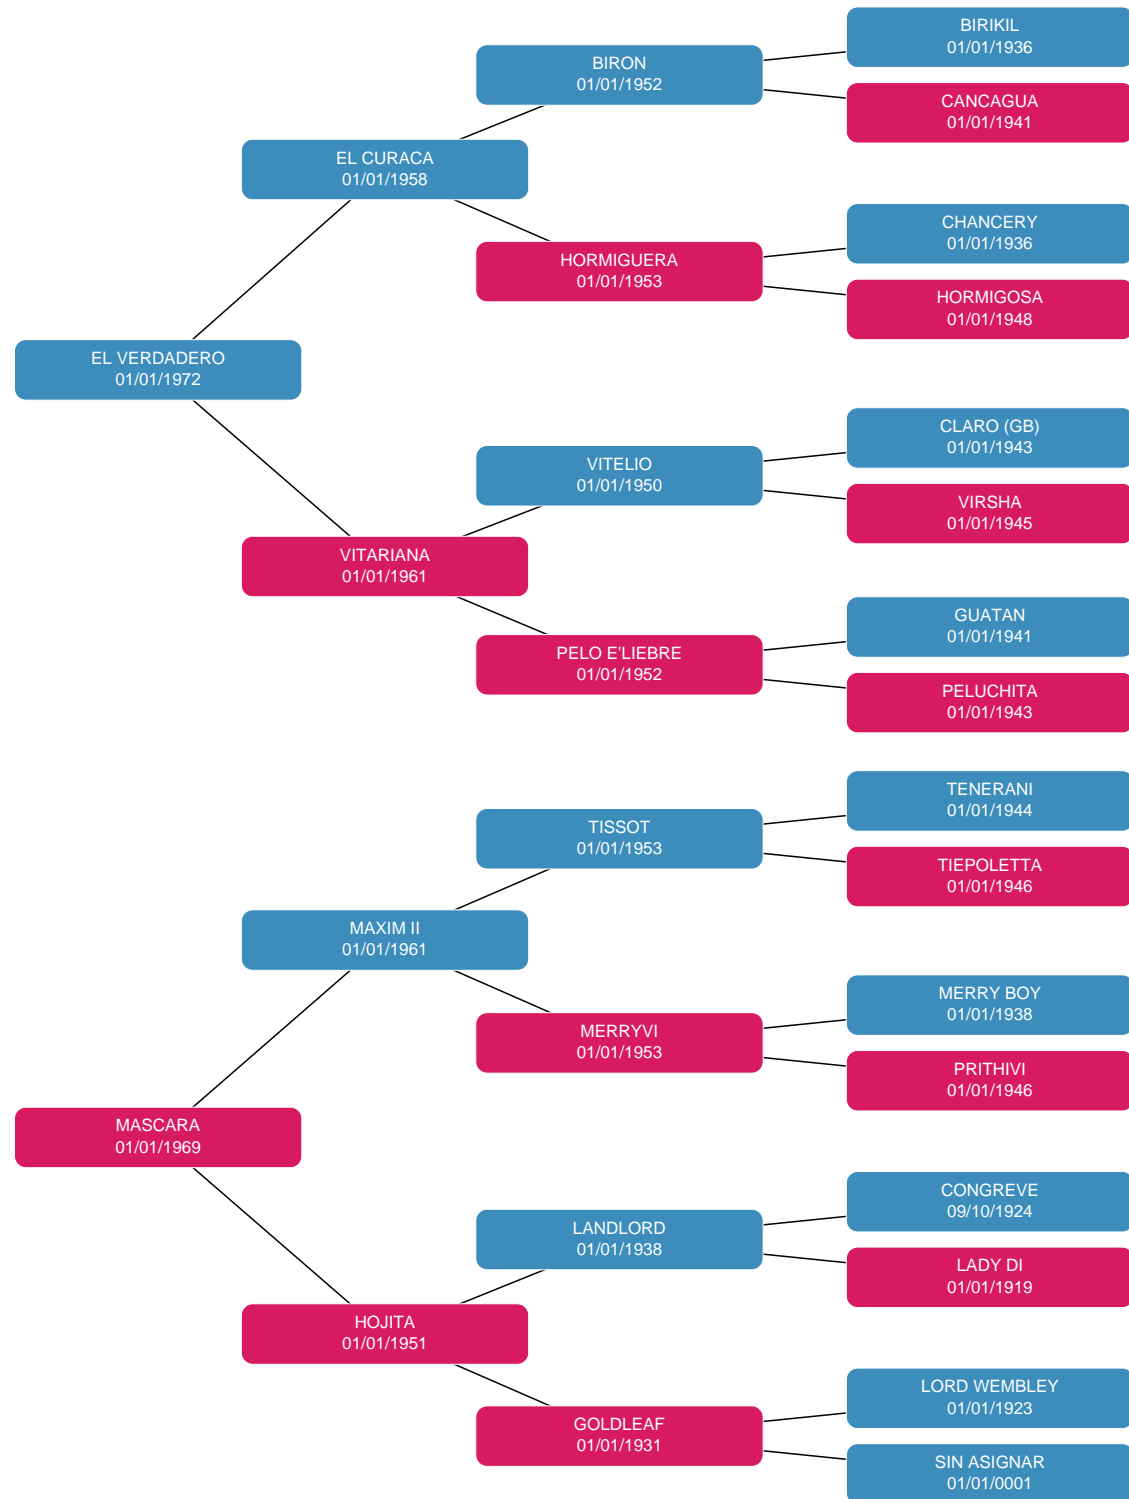 BIRIKIL
01/01/1936
BIRON
01/01/1952
CANCAGUA
01/01/1941
EL CURACA
01/01/1958
CHANCERY
01/01/1936
HORMIGUERA
01/01/1953
HORMIGOSA
01/01/1948
EL VERDADERO
01/01/1972
CLARO (GB)
01/01/1943
VITELIO
01/01/1950
VIRSHA
01/01/1945
VITARIANA
01/01/1961
GUATAN
01/01/1941
PELO E'LIEBRE
01/01/1952
PELUCHITA
01/01/1943
TENERANI
01/01/1944
TISSOT
01/01/1953
TIEPOLETTA
01/01/1946
MAXIM II
01/01/1961
MERRY BOY
01/01/1938
MERRYVI
01/01/1953
PRITHIVI
01/01/1946
MASCARA
01/01/1969
CONGREVE
09/10/1924
LANDLORD
01/01/1938
LADY DI
01/01/1919
HOJITA
01/01/1951
LORD WEMBLEY
01/01/1923
GOLDLEAF
01/01/1931
SIN ASIGNAR
01/01/0001